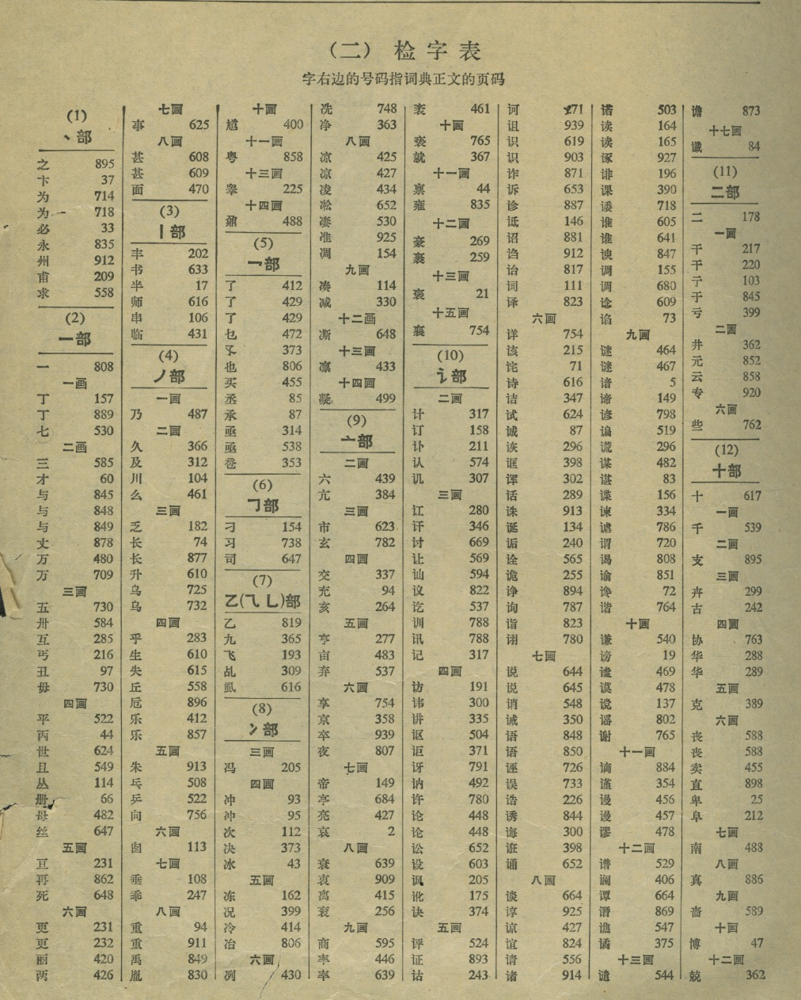 （二） 检字表
字右边的号码指词典正文的页码
(1)
丶部
之 895
卞 37
为 714
为 718
必 33
永 835
州 912
甫 209
求 558
(2)
一部
一 808
一画
丁 157
丁 889
七 530
二画
三 585
才 60
与 845
与 848
与 849
丈 878
万 480
万 709
三画
五 730
卅 584
互 285
丐 216
丑 97
毋 730
四画
平 522
丙 44
世 624
且 549
丛 114
册 66
母 482
丝 647
五画
亘 231
再 862
死 648
六画
更 231
更 232
丽 420
两 426
七画
事 625
八画
甚 608
甚 609
面 470
(3)
丨部
丰 202
书 633
半 17
师 616
串 106
临 431
(4)
丿部
一画
乃 487
二画
久 366
及 312
川 104
么 461
三画
乏 182
长 74
长 877
升 610
乌 725
乌 732
四画
乎 283
生 610
失 615
丘 558
卮 896
乐 412
乐 857
五画
朱 913
乓 508
乒 522
向 756
六画
囱 113
七画
垂 108
乖 247
八画
重 94
重 911
禹 849
胤 830
十画
尴 400
十一画
粤 858
十三画
睾 225
十四画
鼐 488
(5)
乛部
了 412
了 429
了 429
乜 472
孓 373
也 806
买 455
丞 85
承 87
亟 314
亟 538
卺 353
(6)
𠃌部
刁 154
习 738
司 647
(7)
乙(⺄乚)部
乙 819
九 365
飞 193
乩 309
虱 616
(8)
冫部
三画
冯 205
四画
冲 93
冲 95
次 112
决 373
冰 43
五画
冻 162
况 399
冷 414
冶 806
六画
冽 430
冼 748
净 363
八画
凉 425
凉 427
凌 434
凇 652
凄 530
准 925
凋 154
九画
凑 114
减 330
十二画
凘 648
十三画
凛 433
十四画
凝 499
(9)
亠部
二画
六 439
亢 384
三画
市 623
玄 782
四画
交 337
充 94
亥 264
五画
亨 277
亩 483
弃 537
六画
享 754
京 358
卒 939
夜 807
七画
帝 149
亭 684
亮 427
哀 2
八画
衰 639
衷 909
离 415
衮 256
九画
商 595
率 446
率 639
袤 461
十画
亵 765
就 367
十一画
禀 44
雍 835
十二画
豪 269
裹 259
十三画
褒 21
十五画
襄 754
(10)
讠部
二画
计 317
订 158
讣 211
认 574
讥 307
三画
讧 280
讦 346
讨 669
让 569
讪 594
议 822
讫 537
训 788
讯 788
记 317
四画
访 191
讳 300
讲 335
讴 504
讵 371
讶 791
讷 492
许 780
论 448
论 448
讼 652
设 603
讽 205
讹 175
诀 374
五画
评 524
证 893
诂 243
诃 271
诅 939
识 619
识 903
诈 871
诉 653
诊 887
诋 146
诏 881
诌 912
诒 817
词 111
译 823
六画
详 754
该 215
诧 71
诗 616
诘 347
试 624
诚 87
诙 296
诓 398
诨 302
话 289
诛 913
诞 134
诟 240
诠 565
诡 255
诤 894
询 787
诣 823
诩 780
七画
说 644
说 645
诮 548
诫 350
语 848
语 850
诬 726
误 733
诰 226
诱 844
诲 300
诳 398
诵 652
八画
谈 664
谆 925
谅 427
谊 824
请 556
诸 914
诺 503
读 164
读 165
诼 927
诽 196
课 390
诿 718
谁 605
谁 641
谀 847
调 155
调 680
谂 609
谄 73
九画
谜 464
谜 467
谙 5
谛 149
谚 798
谝 519
谎 296
谋 482
谌 83
谍 156
谏 334
谑 786
谓 720
谒 808
谕 851
谗 72
谐 764
十画
谦 540
谤 19
谧 469
谟 478
谠 137
谣 802
谢 765
十一画
谪 884
谨 354
谩 456
谩 457
谬 478
十二画
谱 529
谰 406
谭 664
谮 869
谯 547
谲 375
十三画
谴 544
谵 873
十七画
谶 84
(11)
二部
二 178
一画
干 217
干 220
亍 103
于 845
亏 399
二画
井 362
元 852
云 858
专 920
六画
些 762
(12)
十部
十 617
一画
千 539
二画
支 895
三画
卉 299
古 242
四画
协 763
华 288
华 289
五画
克 389
六画
丧 588
丧 588
卖 455
直 898
卑 25
阜 212
七画
南 488
八画
真 886
九画
啬 589
十画
博 47
十二画
兢 362